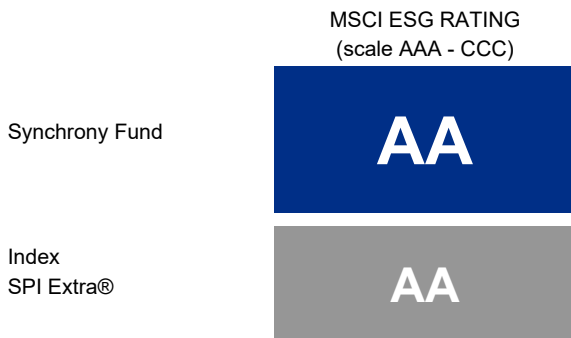 MSCI ESG RATING
(scale AAA - CCC)
Synchrony Fund
AA
Index
SPI Extra®
AA